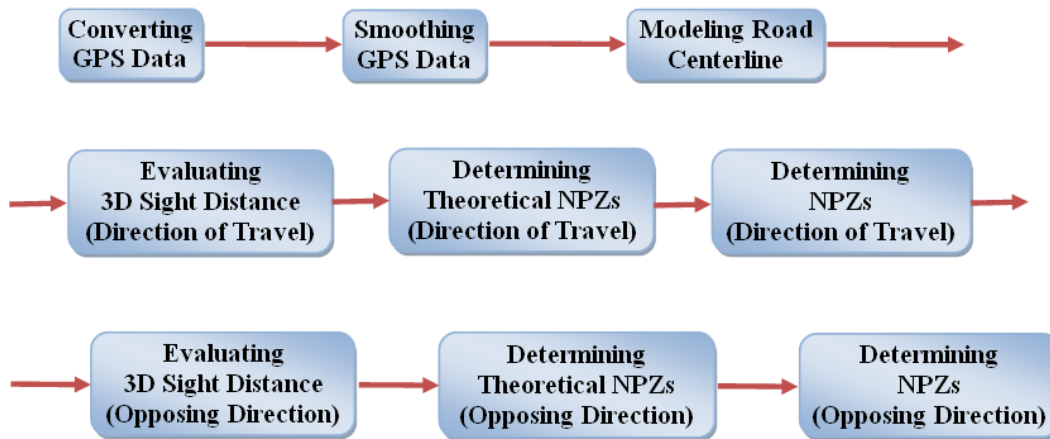 Converting
GPS Data
Smoothing
GPS Data
Modeling Road
Centerline
Evaluating
3D Sight Distance
(Direction of Travel)
Determining
Theoretical NPZs
(Direction of Travel)
Determining
NPZs
(Direction of Travel)
Evaluating
3D Sight Distance
(Opposing Direction)
Determining
Theoretical NPZs
(Opposing Direction)
Determining
NPZs
(Opposing Direction)